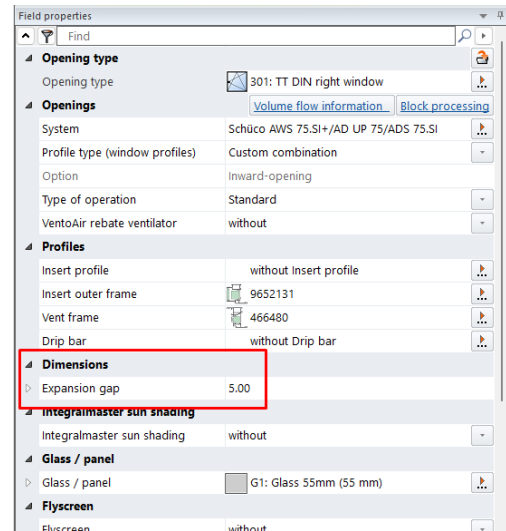 Field properties
Find
Opening type
Opening type 301: TT DIN right window
Openings Volume flow information Block processing
System Schüco AWS 75.SI+/AD UP 75/ADS 75.SI
Profile type (window profiles) Custom combination
Option Inward-opening
Type of operation Standard
VentoAir rebate ventilator without
Profiles
Insert profile without Insert profile
Insert outer frame 9652131
Vent frame 466480
Drip bar without Drip bar
Dimensions
Expansion gap 5.00
Integralmaster sun shading
Integralmaster sun shading without
Glass / panel
Glass / panel G1: Glass 55mm (55 mm)
Flyscreen
Flyscreen without